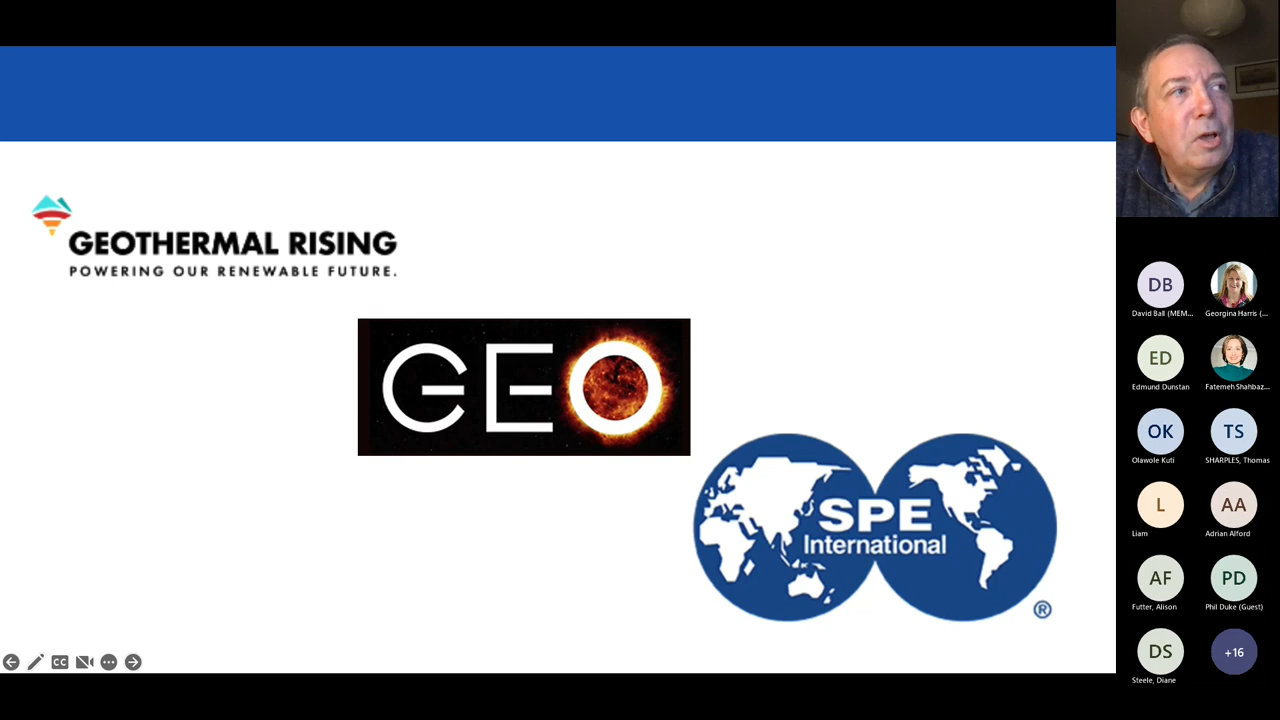 GEOTHERMAL RISING
POWERING OUR RENEWABLE FUTURE.
GEO
SPE
International
®
CC
DB
David Ball (MEM...
Georgina Harris (...
ED
Edmund Dunstan
Fatemeh Shahbaz...
OK
Olawole Kuti
TS
SHARPLES, Thomas
L
Liam
AA
Adrian Alford
AF
Futter, Alison
PD
Phil Duke (Guest)
DS
Steele, Diane
+16